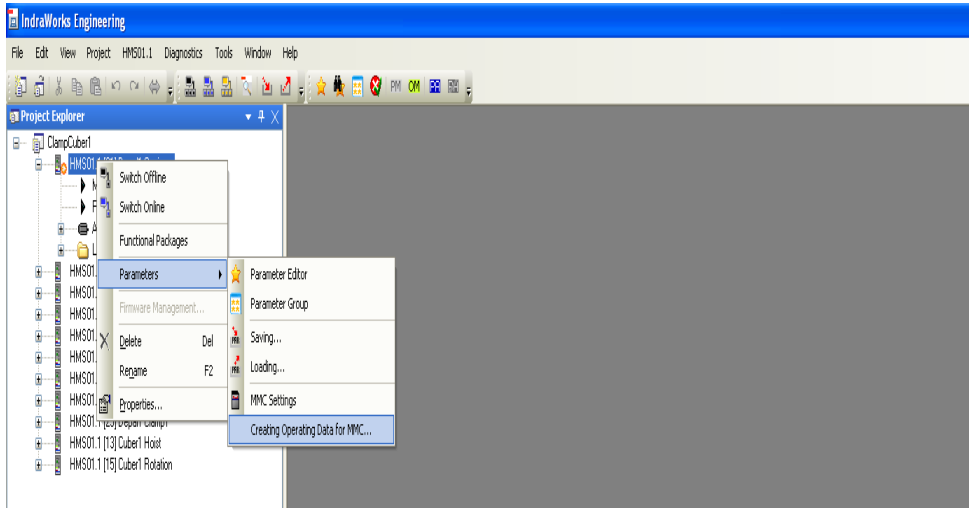 IndraWorks Engineering
File Edit View Project HMS01.1 Diagnostics Tools Window Help
PM OM
Project Explorer
ClampCuber1
HMS01.1
Switch Offline
Switch Online
Functional Packages
Parameters
Firmware Management...
Delete Del
Rename F2
Properties...
Parameter Editor
Parameter Group
PAR Saving...
PAR Loading...
MMC Settings
Creating Operating Data for MMC...
HMS01.
HMS01.
HMS01.
HMS01.
HMS01.
HMS01.
HMS01.
HMS01.1 [23] Depall Clamp1
HMS01.1 [13] Cuber1 Hoist
HMS01.1 [15] Cuber1 Rotation